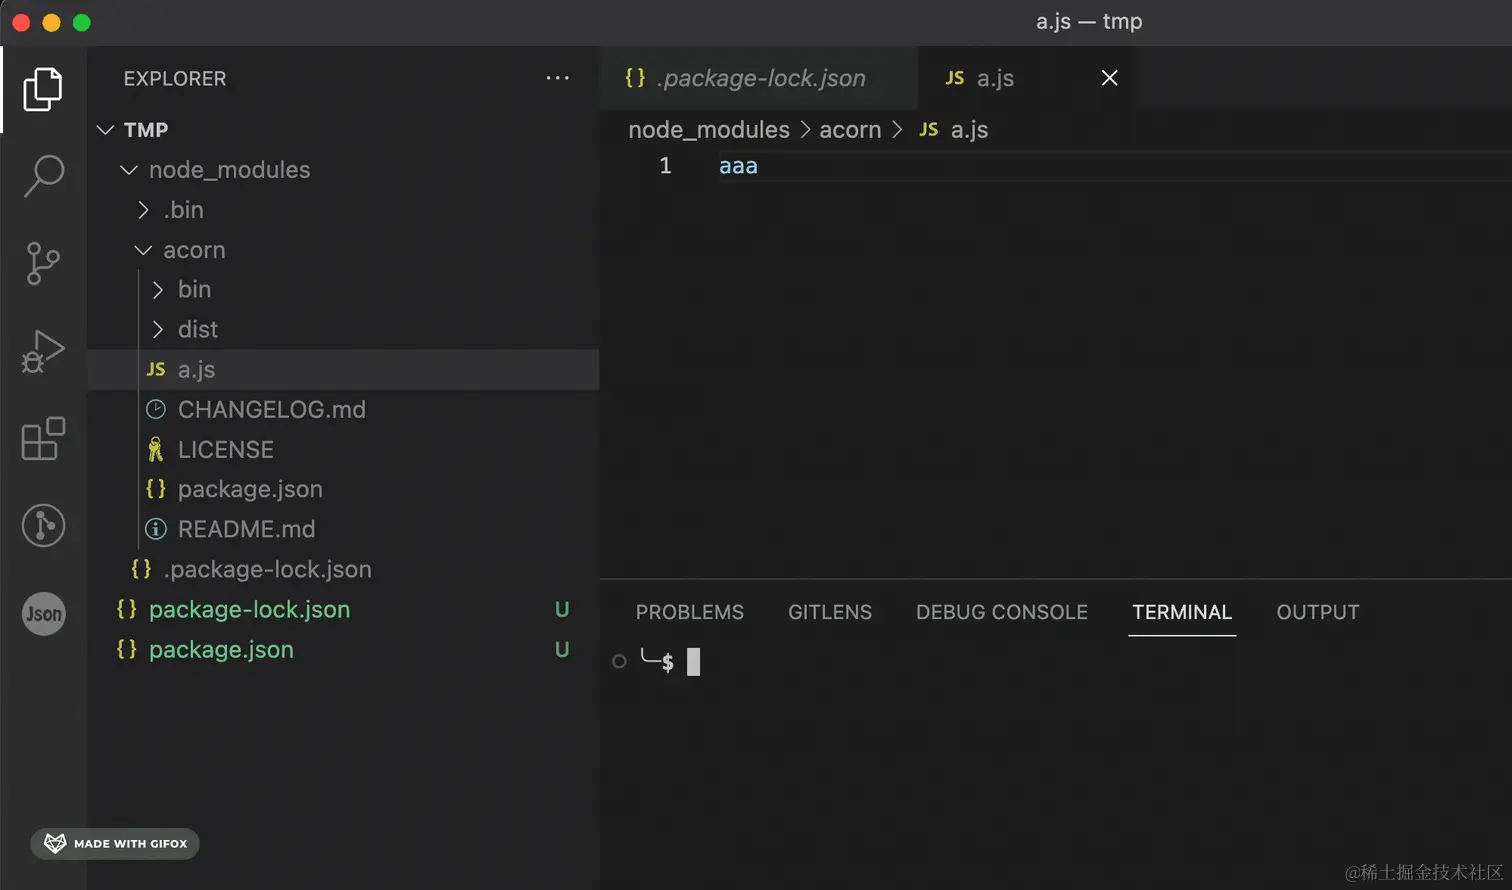 a.js — tmp
EXPLORER
TMP
node_modules
.bin
acorn
bin
dist
JS a.js
CHANGELOG.md
LICENSE
{} package.json
README.md
{} .package-lock.json
{} package-lock.json U
{} package.json U
Json
MADE WITH GIFOX
{} .package-lock.json JS a.js
node_modules > acorn > JS a.js
1 aaa
PROBLEMS GITLENS DEBUG CONSOLE TERMINAL OUTPUT
╰─$
@稀土掘金技术社区